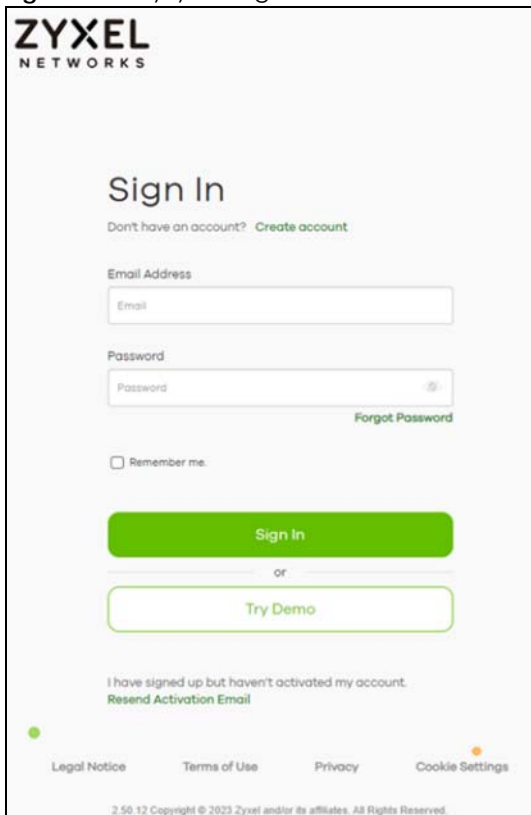 ZYXEL
NETWORKS
Sign In
Don't have an account? Create account
Email Address
Email
Password
Password
Forgot Password
Remember me.
Sign In
or
Try Demo
I have signed up but haven't activated my account.
Resend Activation Email
Legal Notice Terms of Use Privacy Cookie Settings
2.50.12 Copyright © 2023 Zyxel and/or its affiliates. All Rights Reserved.